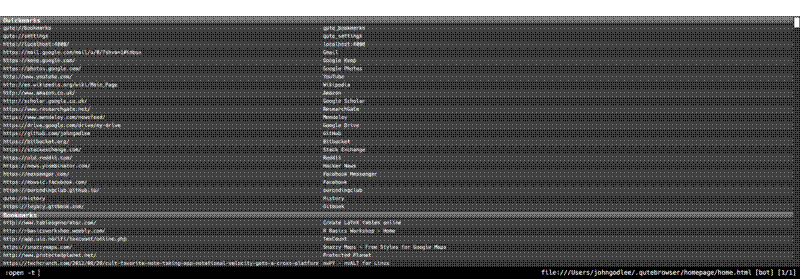 Quickmarks
qute://bookmarks qute_bookmarks
qute://settings qute_settings
http://localhost:4000/ localhost:4000
https://mail.google.com/mail/u/0/?shva=1#inbox Gmail
https://keep.google.com/ Google Keep
https://photos.google.com/ Google Photos
http://www.youtube.com/ YouTube
http://en.wikipedia.org/wiki/Main_Page Wikipedia
http://www.amazon.co.uk/ Amazon
http://scholar.google.co.uk/ Google Scholar
https://www.researchgate.net/ ResearchGate
https://www.mendeley.com/newsfeed/ Mendeley
https://drive.google.com/drive/my-drive Google Drive
https://github.com/johngodlee GitHub
https://bitbucket.org/ Bitbucket
https://stackexchange.com/ Stack Exchange
https://old.reddit.com/ Reddit
https://news.ycombinator.com/ Hacker News
https://messenger.com/ Facebook Messenger
https://mbasic.facebook.com/ Facebook
https://ourcodingclub.github.io/ ourcodingclub
qute://history History
https://legacy.gitbook.com/ Gitbook
Bookmarks
http://www.tablesgenerator.com/ Create LaTeX tables online
http://rbasicsworkshop.weebly.com/ R Basics Workshop - Home
http://app.uio.no/ifi/texcount/online.php TexCount
https://snazzymaps.com/ Snazzy Maps - Free Styles for Google Maps
http://www.protectedplanet.net/ Protected Planet
https://techcrunch.com/2012/08/20/cult-favorite-note-taking-app-notational-velocity-gets-a-cross-platform nvPY - nvALT for Linux
:open -t file:///Users/johngodlee/.qutebrowser/homepage/home.html [bot] [1/1]